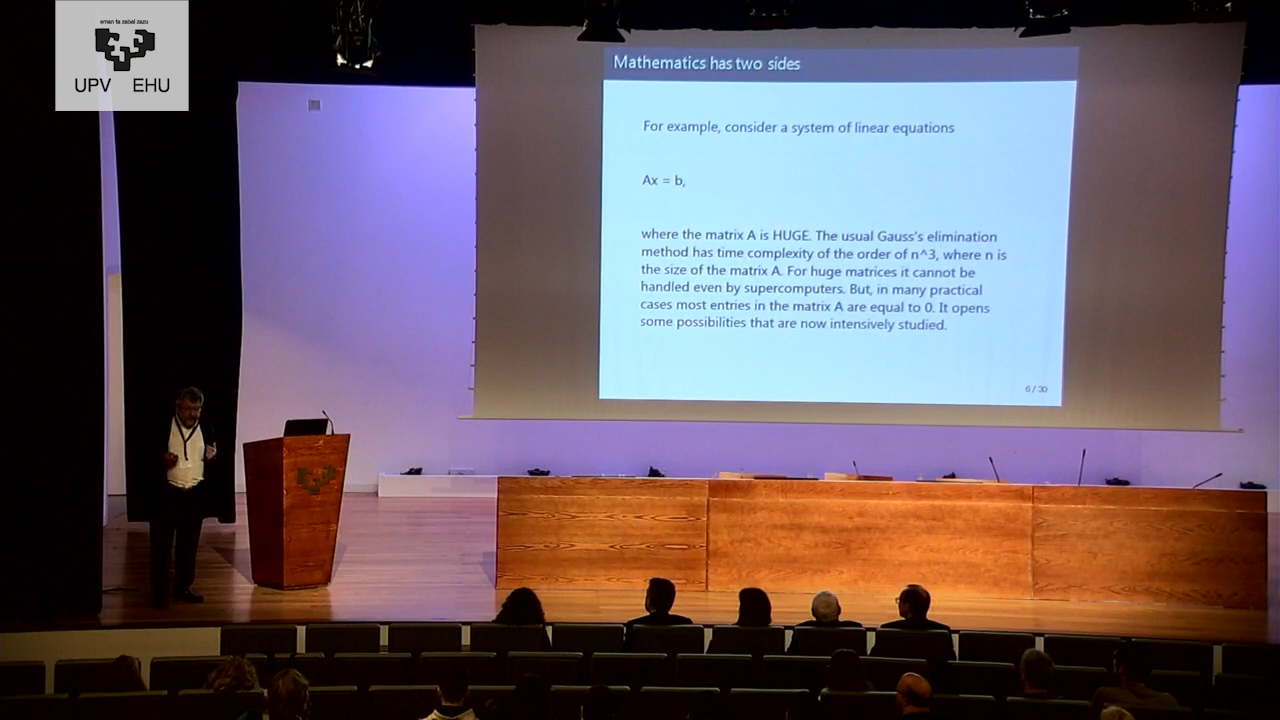 eman ta zabal zazu
UPV EHU
Mathematics has two sides
For example, consider a system of linear equations
Ax = b,
where the matrix A is HUGE. The usual Gauss's elimination
method has time complexity of the order of n^3, where n is
the size of the matrix A. For huge matrices it cannot be
handled even by supercomputers. But, in many practical
cases most entries in the matrix A are equal to 0. It opens
some possibilities that are now intensively studied.
6 / 30